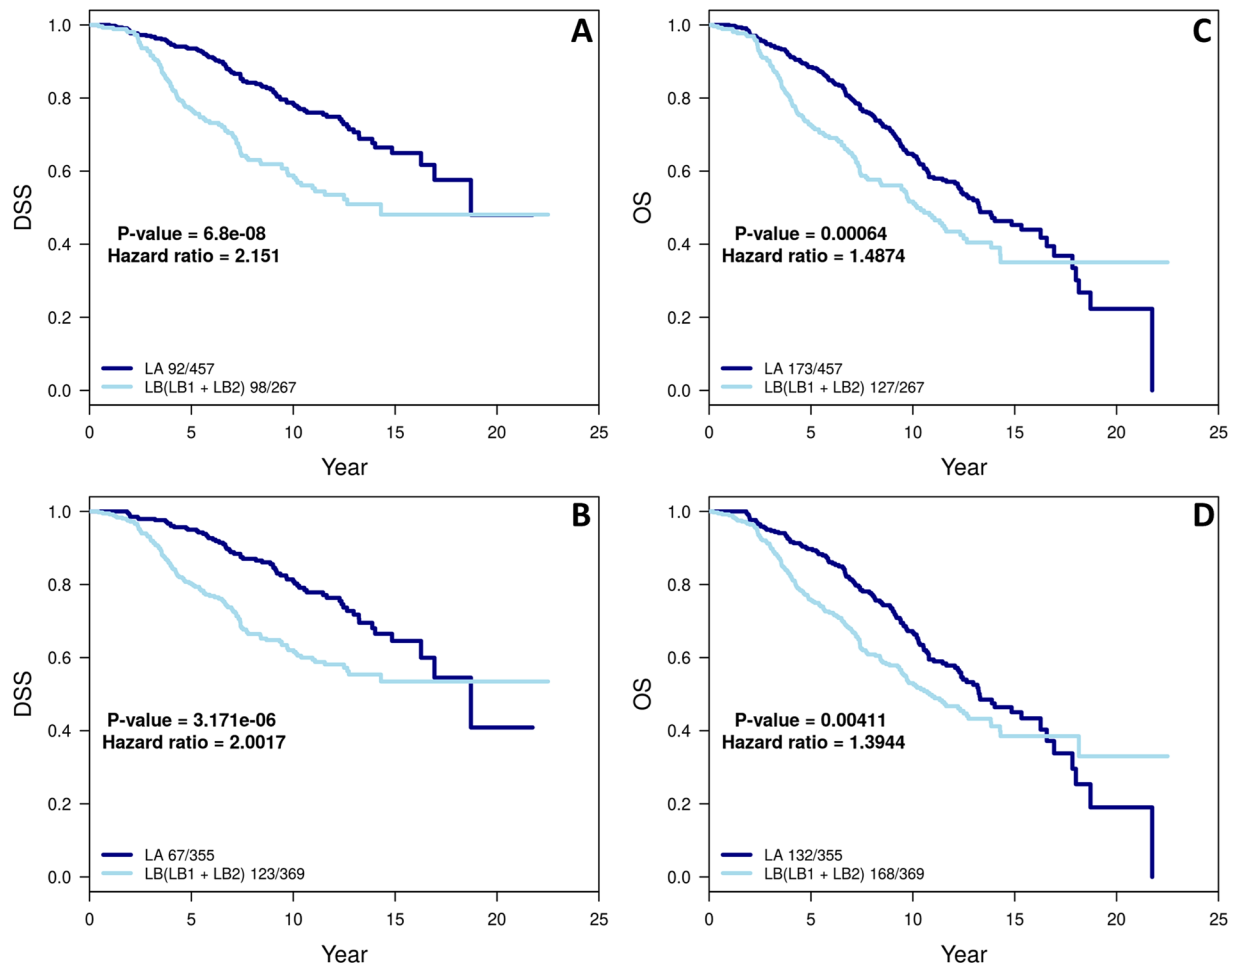 A
1.0
0.8
0.6
0.4
0.2
0.0
DSS
P-value = 6.8e-08
Hazard ratio = 2.151
LA 92/457
LB(LB1 + LB2) 98/267
0 5 10 15 20 25
Year
C
1.0
0.8
0.6
0.4
0.2
0.0
OS
P-value = 0.00064
Hazard ratio = 1.4874
LA 173/457
LB(LB1 + LB2) 127/267
0 5 10 15 20 25
Year
B
1.0
0.8
0.6
0.4
0.2
0.0
DSS
P-value = 3.171e-06
Hazard ratio = 2.0017
LA 67/355
LB(LB1 + LB2) 123/369
0 5 10 15 20 25
Year
D
1.0
0.8
0.6
0.4
0.2
0.0
OS
P-value = 0.00411
Hazard ratio = 1.3944
LA 132/355
LB(LB1 + LB2) 168/369
0 5 10 15 20 25
Year